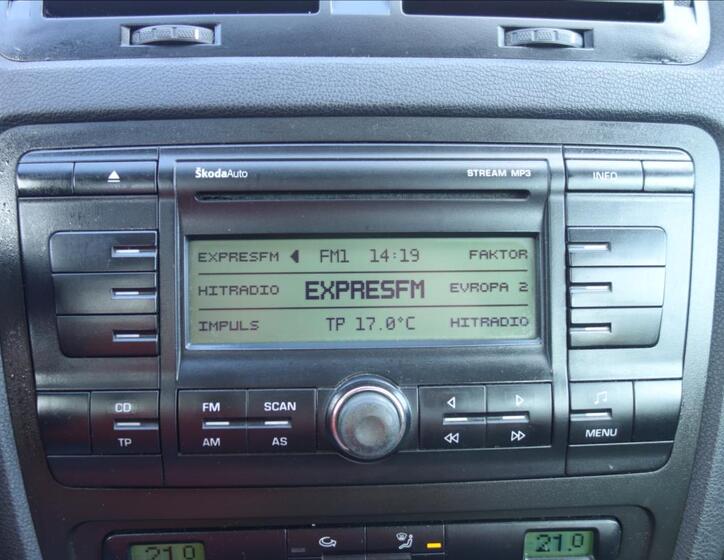 ŠkodaAuto STREAM MP3 INFO
EXPRESFM FM1 14:19 FAKTOR
HITRADIO EXPRESFM EVROPA 2
IMPULS TP 17.0°C HITRADIO
CD FM SCAN
TP AM AS MENU
21.0 21.0